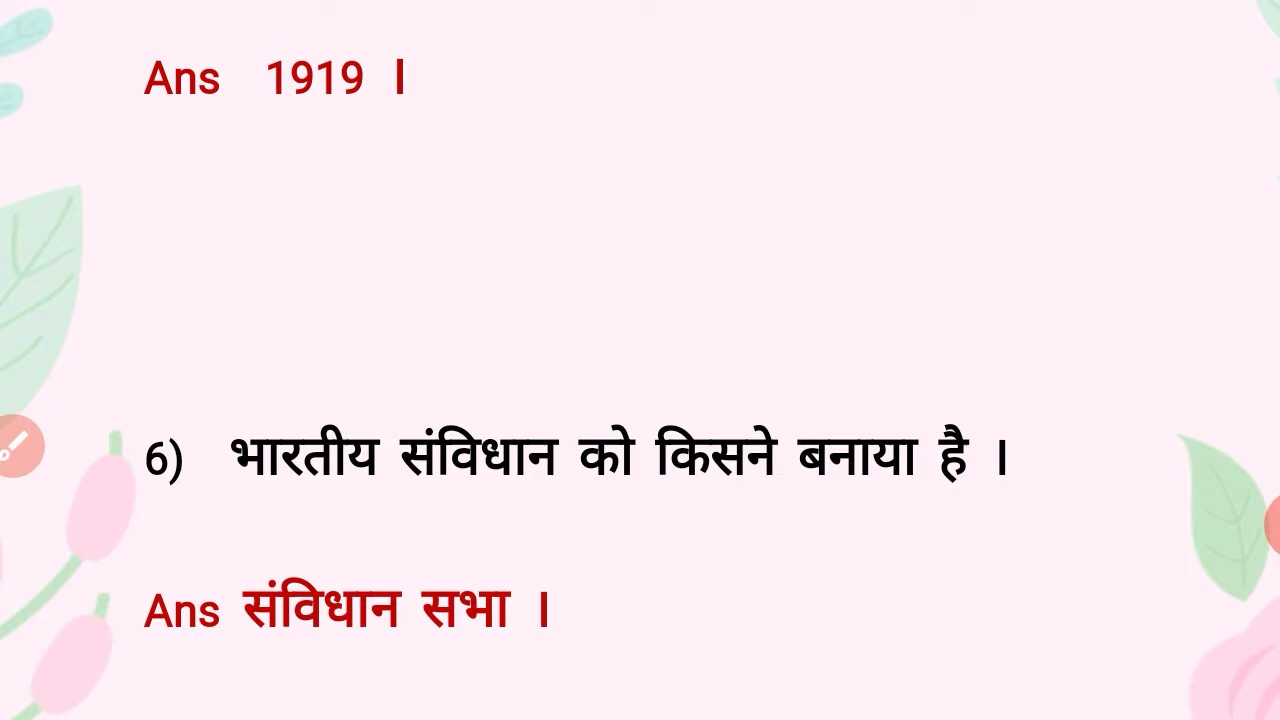 Ans 1919 ।
6) भारतीय संविधान को किसने बनाया है ।
Ans संविधान सभा ।